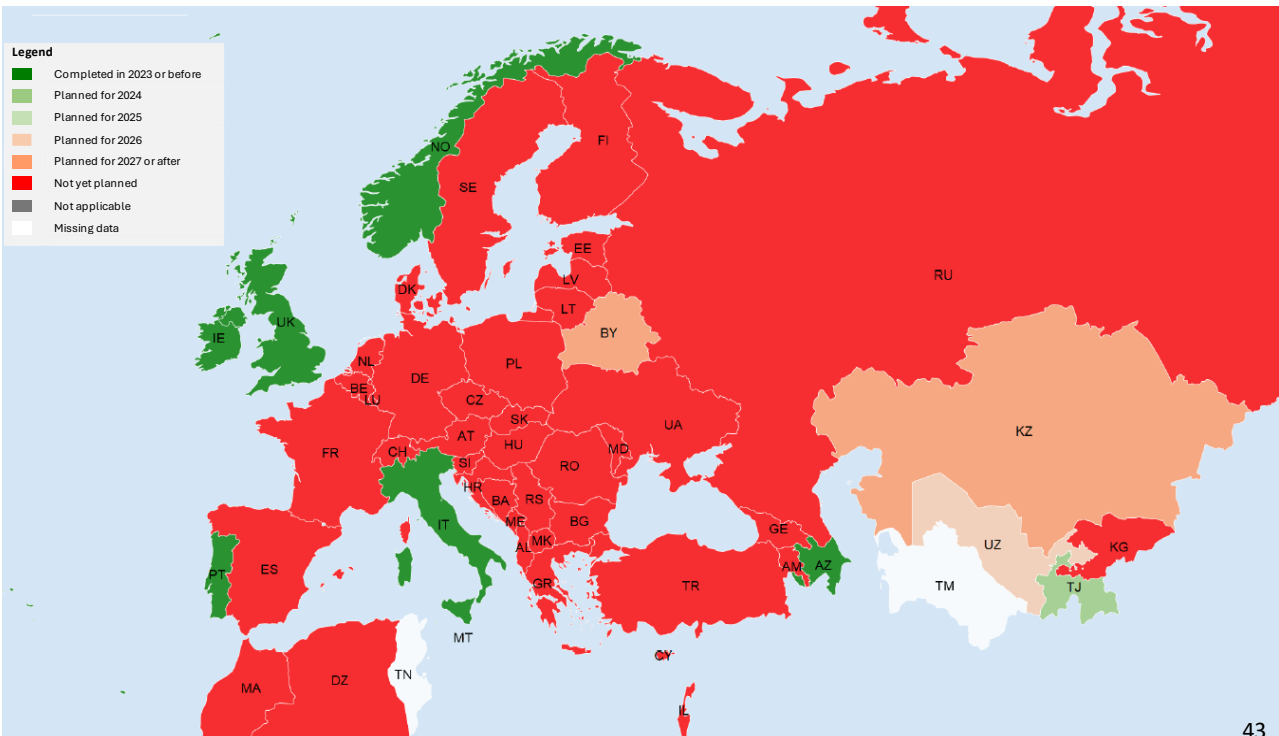 Legend
Completed in 2023 or before
Planned for 2024
Planned for 2025
Planned for 2026
Planned for 2027 or after
Not yet planned
Not applicable
Missing data
NO
FI
SE
EE
RU
LV
DK
LT
UK
BY
IE
NL
PL
DE
BE
LU
CZ
SK
UA
AT
KZ
HU
MD
FR
CH
SI
RO
HR
BA
RS
ME
BG
IT
GE
MK
AL
UZ
KG
ES
PT
AM
AZ
GR
TR
TM
TJ
MT
CY
TN
DZ
MA
IL
43